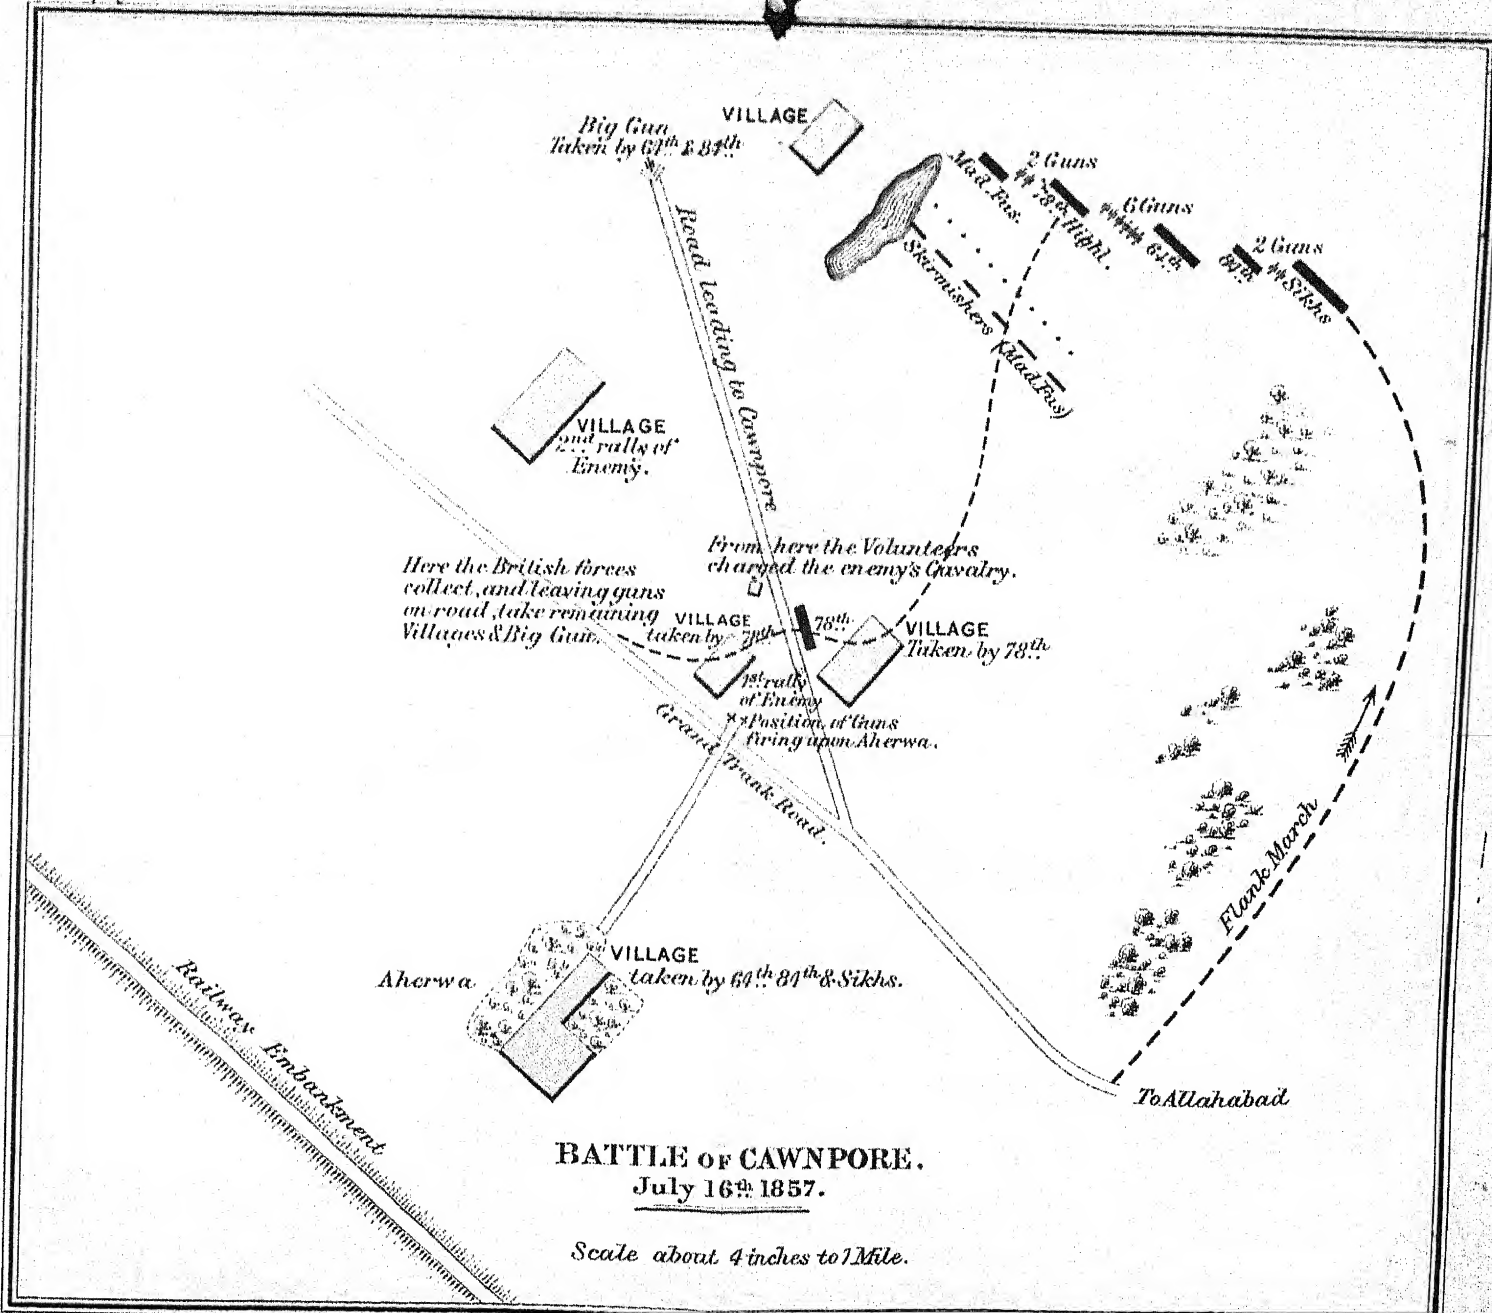 Big Gun
Taken by 64th & 84th
VILLAGE
Mad. Fus.
2 Guns
78th Highl.
6 Guns
64th
84th
2 Guns
Sikhs
Skirmishers (Mad. Fus)
Road leading to Cawnpore
VILLAGE
2nd rally of
Enemy.
From here the Volunteers
charged the enemy's Cavalry.
Here the British forces
collect, and leaving guns
on road, take remaining
Villages & Big Gun.
VILLAGE
taken by 78th
78th
VILLAGE
Taken by 78th
1st rally
of Enemy
Position of Guns
firing upon Aherwa.
Grand Trunk Road.
Flank March
Aherwa
VILLAGE
taken by 64th 84th & Sikhs.
Railway Embankment
To Allahabad
BATTLE OF CAWNPORE.
July 16th 1857.
Scale about 4 inches to 1 Mile.